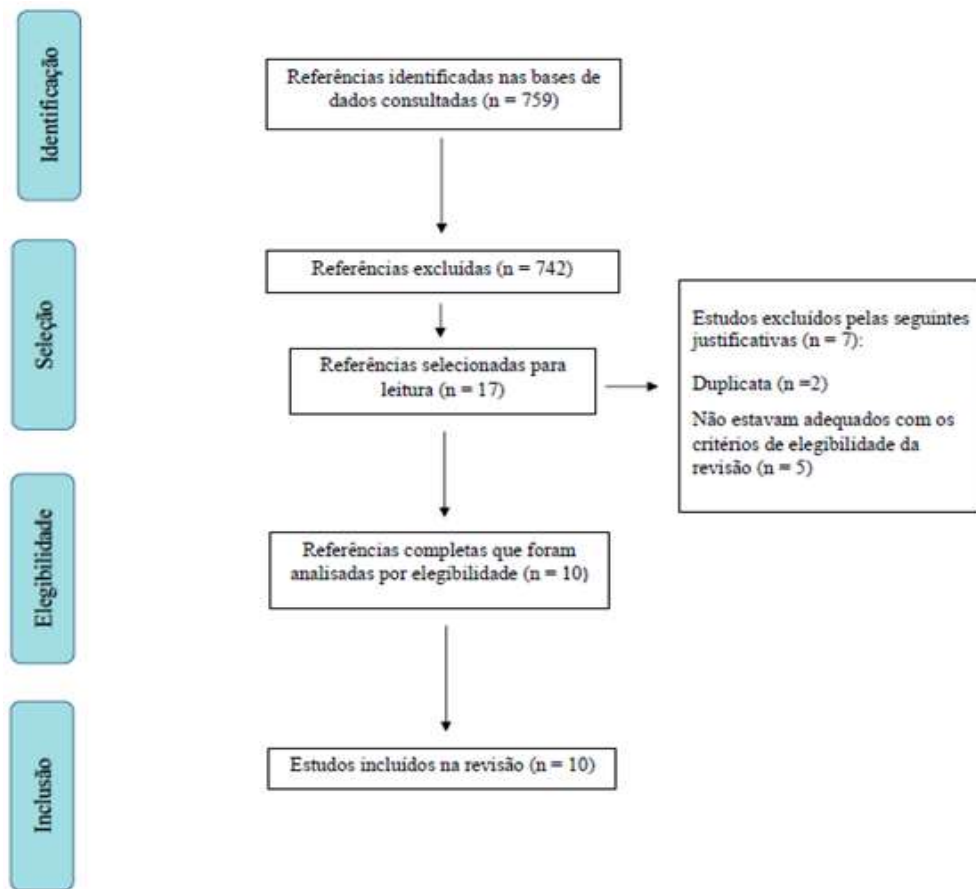 Identificação
Referências identificadas nas bases de
dados consultadas (n = 759)
Seleção
Referências excluídas (n = 742)
Referências selecionadas para
leitura (n = 17)
Estudos excluídos pelas seguintes
justificativas (n = 7):
Duplicata (n =2)
Não estavam adequados com os
critérios de elegibilidade da
revisão (n = 5)
Elegibilidade
Referências completas que foram
analisadas por elegibilidade (n = 10)
Inclusão
Estudos incluídos na revisão (n = 10)